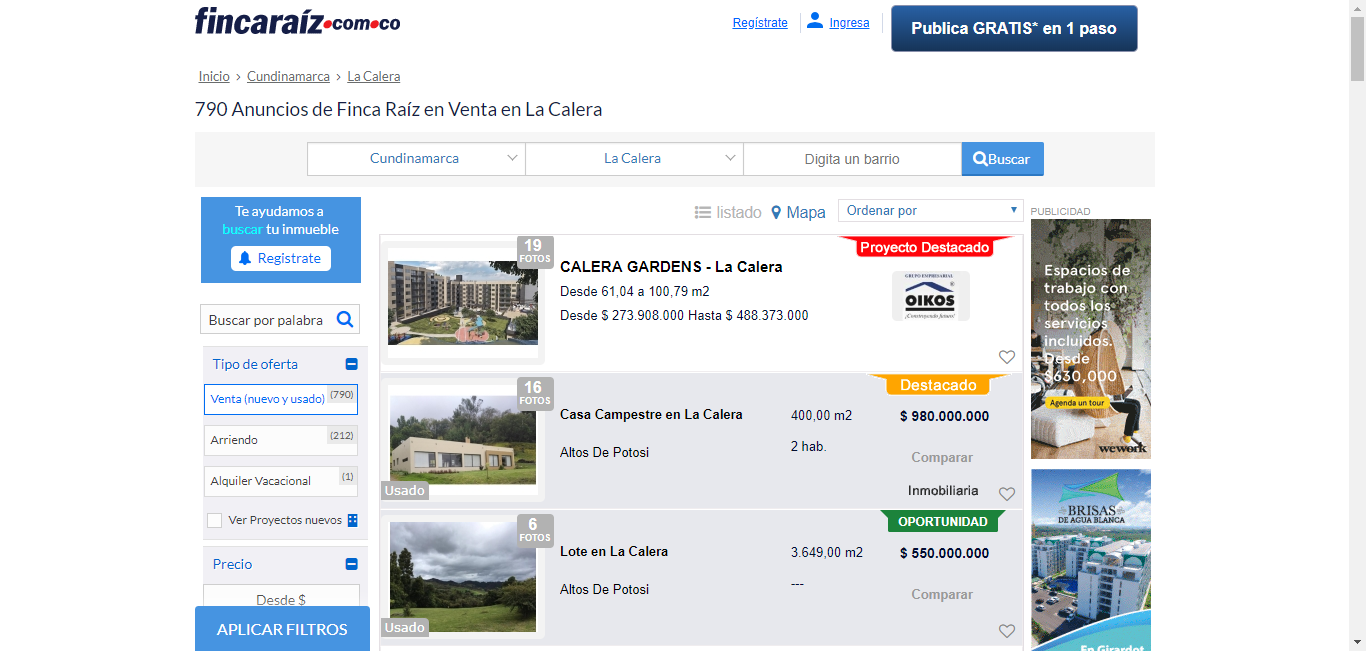 fincaraíz.com.co
Regístrate
Ingresa
Publica GRATIS* en 1 paso
Inicio › Cundinamarca › La Calera
790 Anuncios de Finca Raíz en Venta en La Calera
Cundinamarca
La Calera
Digita un barrio
Buscar
Te ayudamos a
buscar tu inmueble
Registrate
listado
Mapa
Ordenar por
PUBLICIDAD
Buscar por palabra
Tipo de oferta
Venta (nuevo y usado) (790)
Arriendo (212)
Alquiler Vacacional (1)
Ver Proyectos nuevos
Precio
Desde $
APLICAR FILTROS
19
FOTOS
CALERA GARDENS - La Calera
Desde 61,04 a 100,79 m2
Desde $ 273.908.000 Hasta $ 488.373.000
Proyecto Destacado
GRUPO EMPRESARIAL
OIKOS
¡Construyendo futuro!
16
FOTOS
Usado
Casa Campestre en La Calera
Altos De Potosi
400,00 m2
2 hab.
Destacado
$ 980.000.000
Comparar
Inmobiliaria
6
FOTOS
Usado
Lote en La Calera
Altos De Potosi
3.649,00 m2
---
OPORTUNIDAD
$ 550.000.000
Comparar
Espacios de
trabajo con
todos los
servicios
incluidos.
Desde
$630,000
Agenda un tour
wework
BRISAS
DE AGUA BLANCA
En Girardot